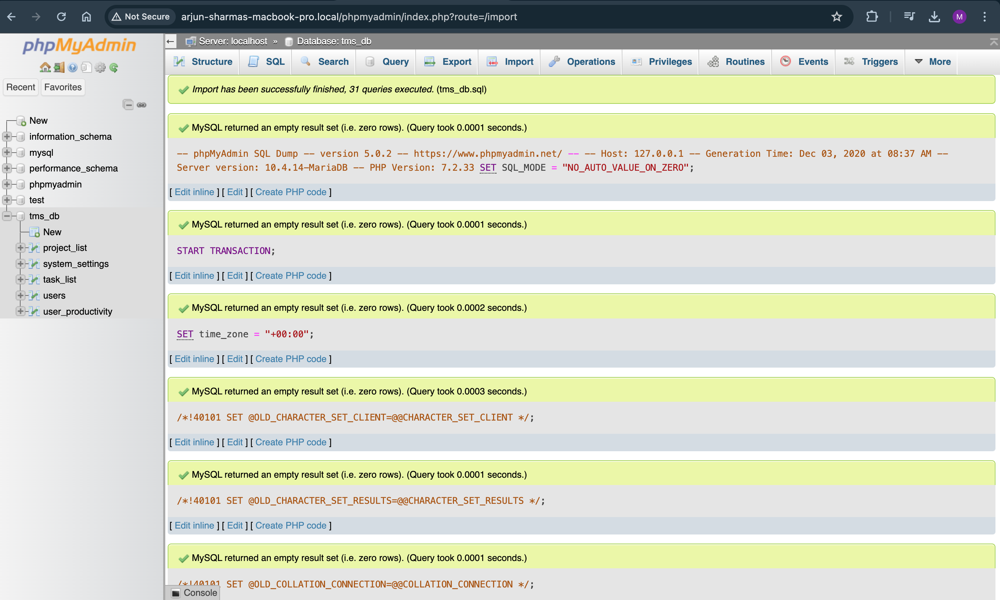 Not Secure arjun-sharmas-macbook-pro.local/phpmyadmin/index.php?route=/import M
phpMyAdmin
Recent Favorites
New
information_schema
mysql
performance_schema
phpmyadmin
test
tms_db
New
project_list
system_settings
task_list
users
user_productivity
Server: localhost » Database: tms_db
Structure SQL Search Query Export Import Operations Privileges Routines Events Triggers More
Import has been successfully finished, 31 queries executed. (tms_db.sql)
MySQL returned an empty result set (i.e. zero rows). (Query took 0.0001 seconds.)
-- phpMyAdmin SQL Dump -- version 5.0.2 -- https://www.phpmyadmin.net/ -- -- Host: 127.0.0.1 -- Generation Time: Dec 03, 2020 at 08:37 AM --
Server version: 10.4.14-MariaDB -- PHP Version: 7.2.33 SET SQL_MODE = "NO_AUTO_VALUE_ON_ZERO";
[ Edit inline ] [ Edit ] [ Create PHP code ]
MySQL returned an empty result set (i.e. zero rows). (Query took 0.0001 seconds.)
START TRANSACTION;
[ Edit inline ] [ Edit ] [ Create PHP code ]
MySQL returned an empty result set (i.e. zero rows). (Query took 0.0002 seconds.)
SET time_zone = "+00:00";
[ Edit inline ] [ Edit ] [ Create PHP code ]
MySQL returned an empty result set (i.e. zero rows). (Query took 0.0003 seconds.)
/*!40101 SET @OLD_CHARACTER_SET_CLIENT=@@CHARACTER_SET_CLIENT */;
[ Edit inline ] [ Edit ] [ Create PHP code ]
MySQL returned an empty result set (i.e. zero rows). (Query took 0.0001 seconds.)
/*!40101 SET @OLD_CHARACTER_SET_RESULTS=@@CHARACTER_SET_RESULTS */;
[ Edit inline ] [ Edit ] [ Create PHP code ]
MySQL returned an empty result set (i.e. zero rows). (Query took 0.0001 seconds.)
/*!40101 SET @OLD_COLLATION_CONNECTION=@@COLLATION_CONNECTION */;
Console